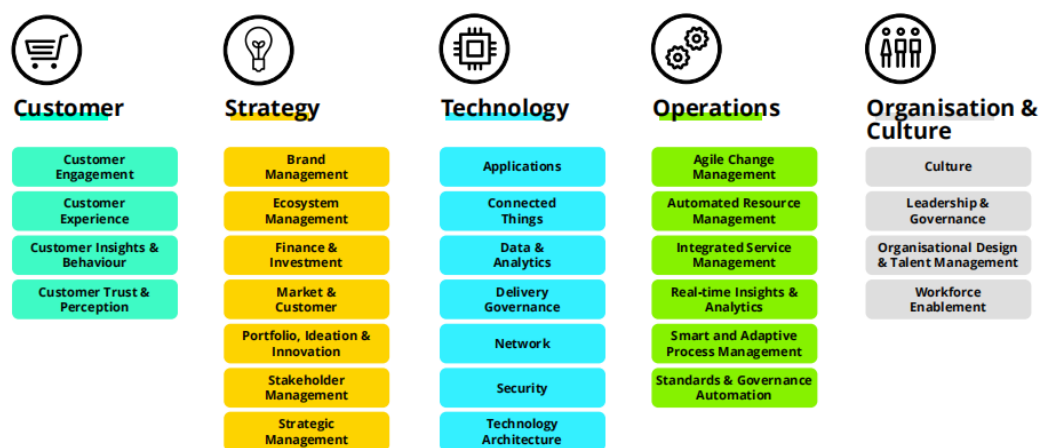 Customer
Customer
Engagement
Customer
Experience
Customer Insights &
Behaviour
Customer Trust &
Perception
Strategy
Brand
Management
Ecosystem
Management
Finance &
Investment
Market &
Customer
Portfolio, Ideation &
Innovation
Stakeholder
Management
Strategic
Management
Technology
Applications
Connected
Things
Data &
Analytics
Delivery
Governance
Network
Security
Technology
Architecture
Operations
Agile Change
Management
Automated Resource
Management
Integrated Service
Management
Real-time Insights &
Analytics
Smart and Adaptive
Process Management
Standards & Governance
Automation
Organisation &
Culture
Culture
Leadership &
Governance
Organisational Design
& Talent Management
Workforce
Enablement